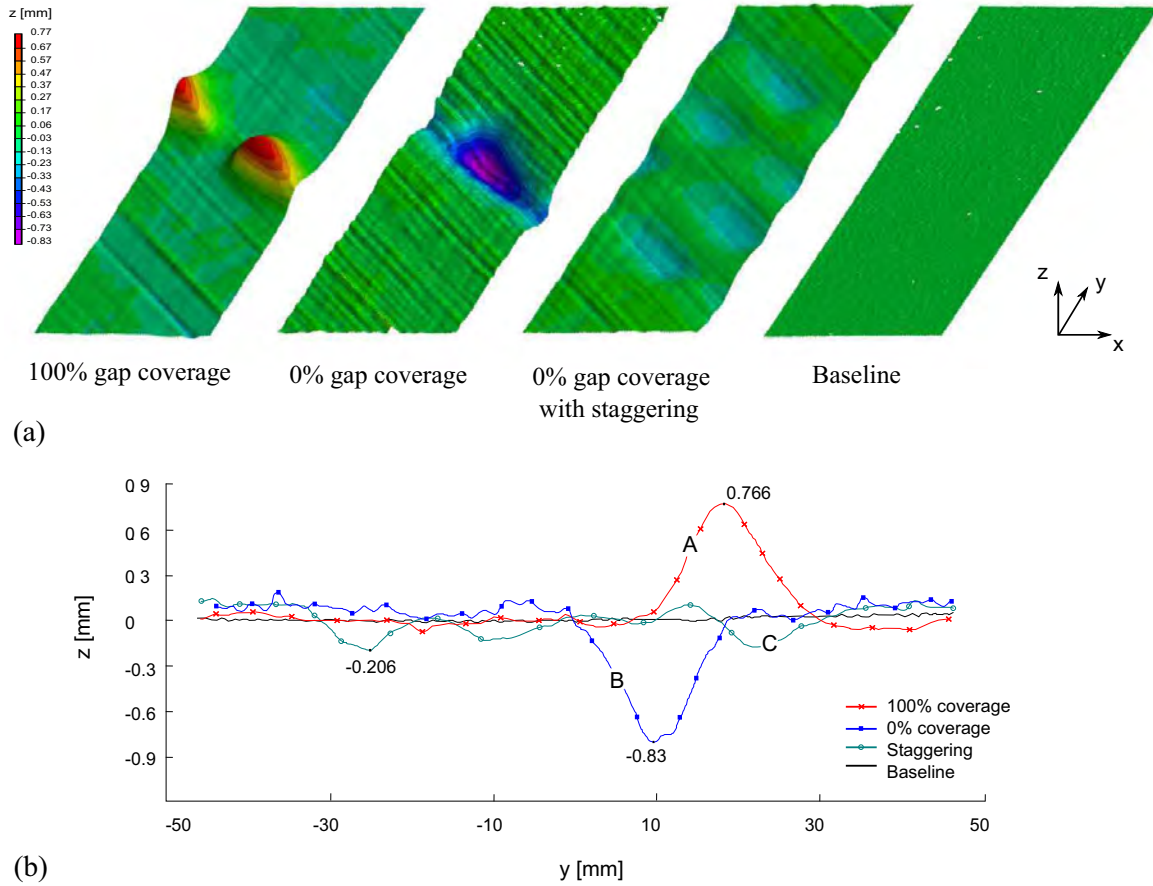 z [mm]
0.77
0.67
0.57
0.47
0.37
0.27
0.17
0.06
-0.03
-0.13
-0.23
-0.33
-0.43
-0.53
-0.63
-0.73
-0.83
z
y
x
100% gap coverage
0% gap coverage
0% gap coverage
with staggering
Baseline
(a)
0 9
0.766
0 6
A
0 3
z [mm]
0
-0.206
C
-0.3
B
-0.6
-0.83
-0.9
100% coverage
0% coverage
Staggering
Baseline
-50
-30
-10
10
30
50
(b)
y [mm]